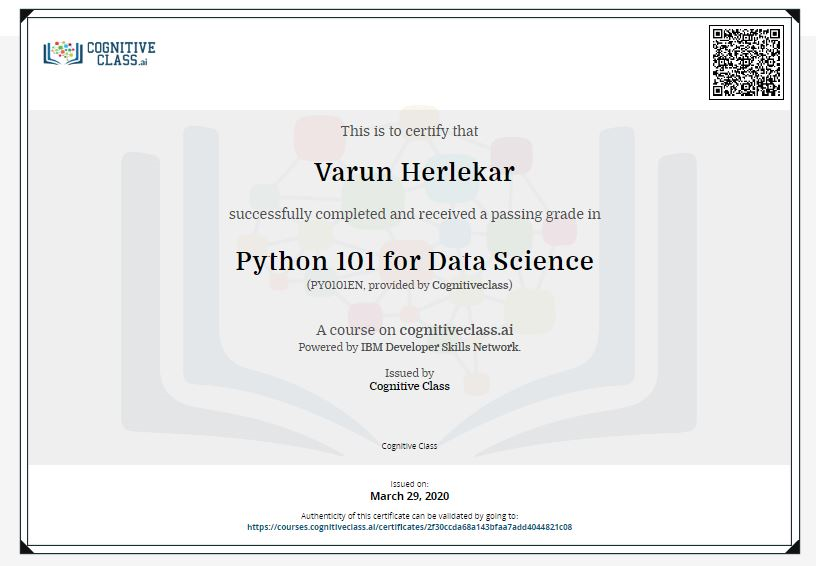 COGNITIVE
CLASS.ai
This is to certify that
Varun Herlekar
successfully completed and received a passing grade in
Python 101 for Data Science
(PY0101EN, provided by Cognitiveclass)
A course on cognitiveclass.ai
Powered by IBM Developer Skills Network.
Issued by
Cognitive Class
Cognitive Class
Issued on:
March 29, 2020
Authenticity of this certificate can be validated by going to:
https://courses.cognitiveclass.ai/certificates/2f30ccda68a143bfaa7add4044821c08